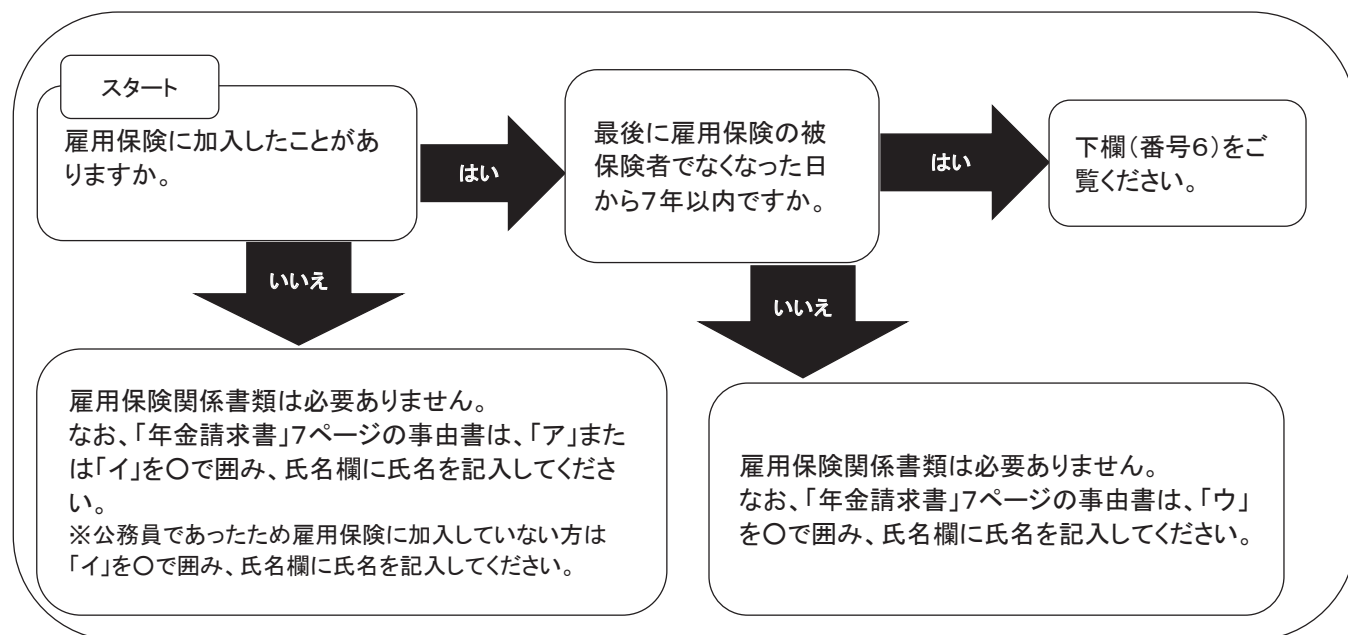 スタート
雇用保険に加入したことがあ
りますか。
はい
最後に雇用保険の被
保険者でなくなった日
から7年以内ですか。
はい
下欄(番号6)をご
覧ください。
いいえ
いいえ
雇用保険関係書類は必要ありません。
なお、「年金請求書」7ページの事由書は、「ア」また
は「イ」を〇で囲み、氏名欄に氏名を記入してくださ
い。
※公務員であったため雇用保険に加入していない方は
「イ」を〇で囲み、氏名欄に氏名を記入してください。
雇用保険関係書類は必要ありません。
なお、「年金請求書」7ページの事由書は、「ウ」
を〇で囲み、氏名欄に氏名を記入してください。